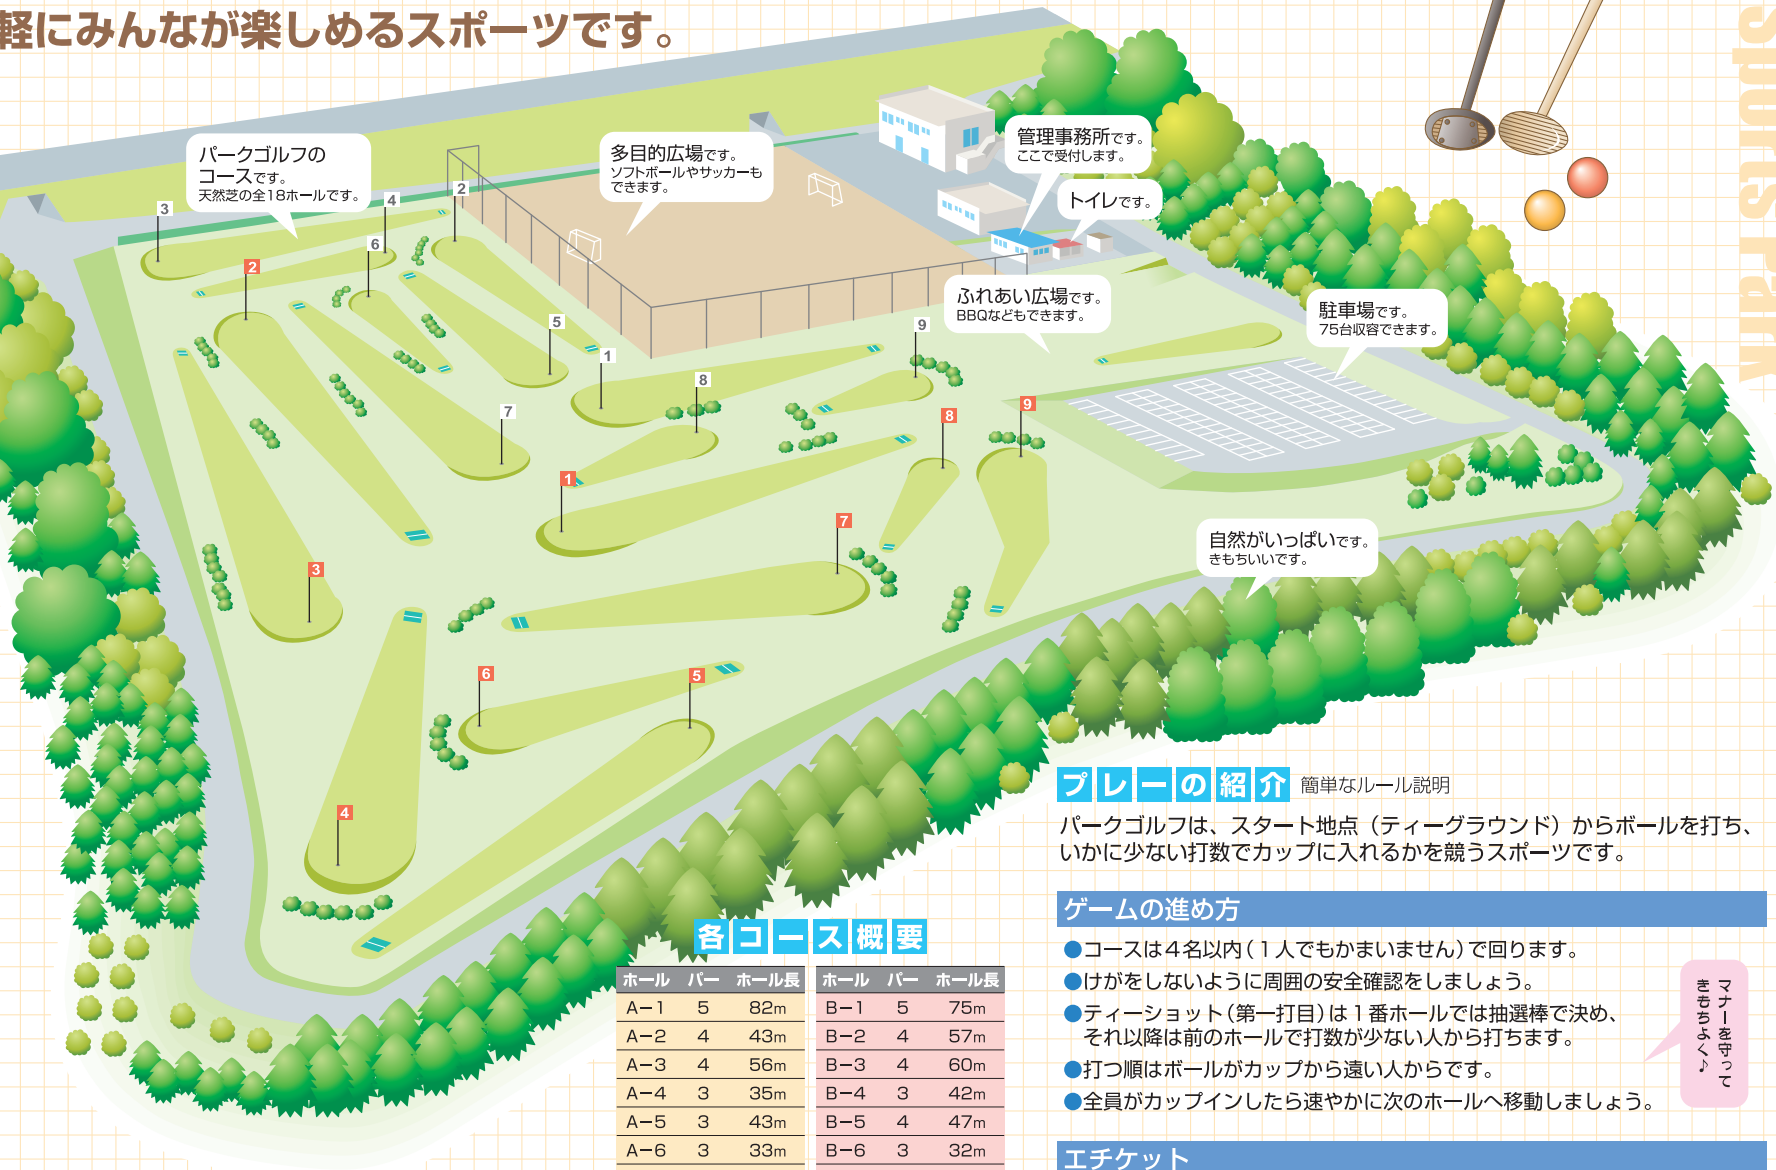 軽にみんなが楽しめるスポーツです。
Sports Park
パークゴルフの
コースです。
天然芝の全18ホールです。
多目的広場です。
ソフトボールやサッカーも
できます。
管理事務所です。
ここで受付します。
トイレです。
ふれあい広場です。
BBQなどもできます。
駐車場です。
75台収容できます。
自然がいっぱいです。
きもちいいです。
3
4
2
6
2
5
1
9
8
7
8
9
1
7
3
6
5
4
プレーの紹介 簡単なルール説明
パークゴルフは、スタート地点（ティーグラウンド）からボールを打ち、
いかに少ない打数でカップに入れるかを競うスポーツです。
ゲームの進め方
●コースは４名以内（１人でもかまいません）で回ります。
●けがをしないように周囲の安全確認をしましょう。
●ティーショット（第一打目）は１番ホールでは抽選棒で決め、
それ以降は前のホールで打数が少ない人から打ちます。
●打つ順はボールがカップから遠い人からです。
●全員がカップインしたら速やかに次のホールへ移動しましょう。
マナーを守って
きもちよく♪
エチケット
各コース概要
ホール パー ホール長 ホール パー ホール長
A−1 5 82m B−1 5 75m
A−2 4 43m B−2 4 57m
A−3 4 56m B−3 4 60m
A−4 3 35m B−4 3 42m
A−5 3 43m B−5 4 47m
A−6 3 33m B−6 3 32m